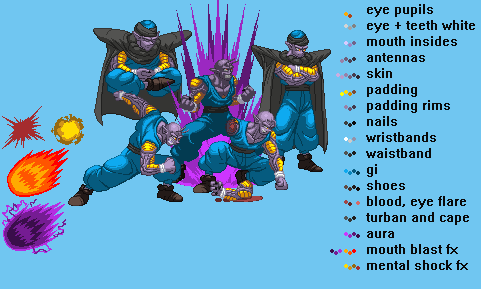 eye pupils
eye + teeth white
mouth insides
antennas
skin
padding
padding rims
nails
wristbands
waistband
gi
shoes
blood, eye flare
turban and cape
aura
mouth blast fx
mental shock fx